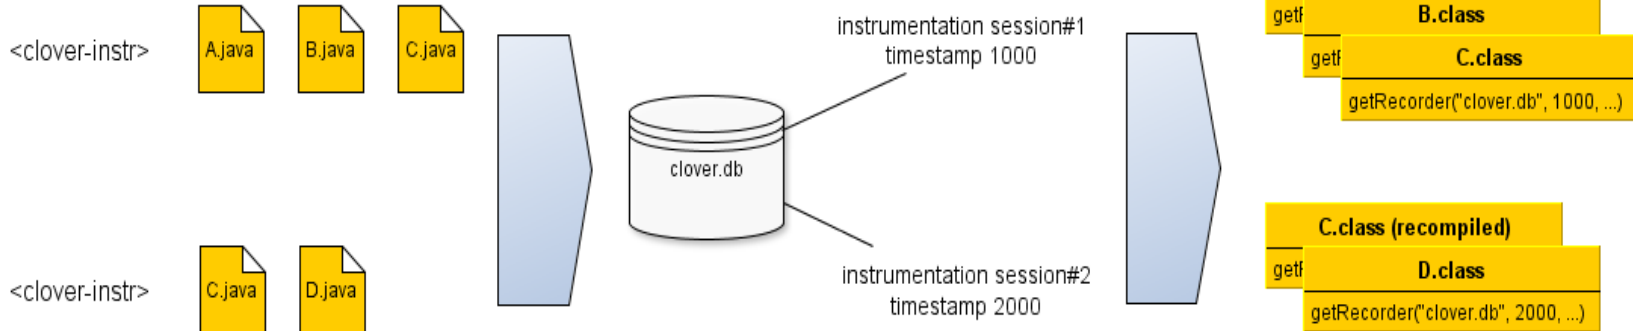 <clover-instr>
A.java
B.java
C.java
instrumentation session#1
timestamp 1000
clover.db
B.class
C.class
getRecorder("clover.db", 1000, ...)
<clover-instr>
C.java
D.java
instrumentation session#2
timestamp 2000
C.class (recompiled)
D.class
getRecorder("clover.db", 2000, ...)